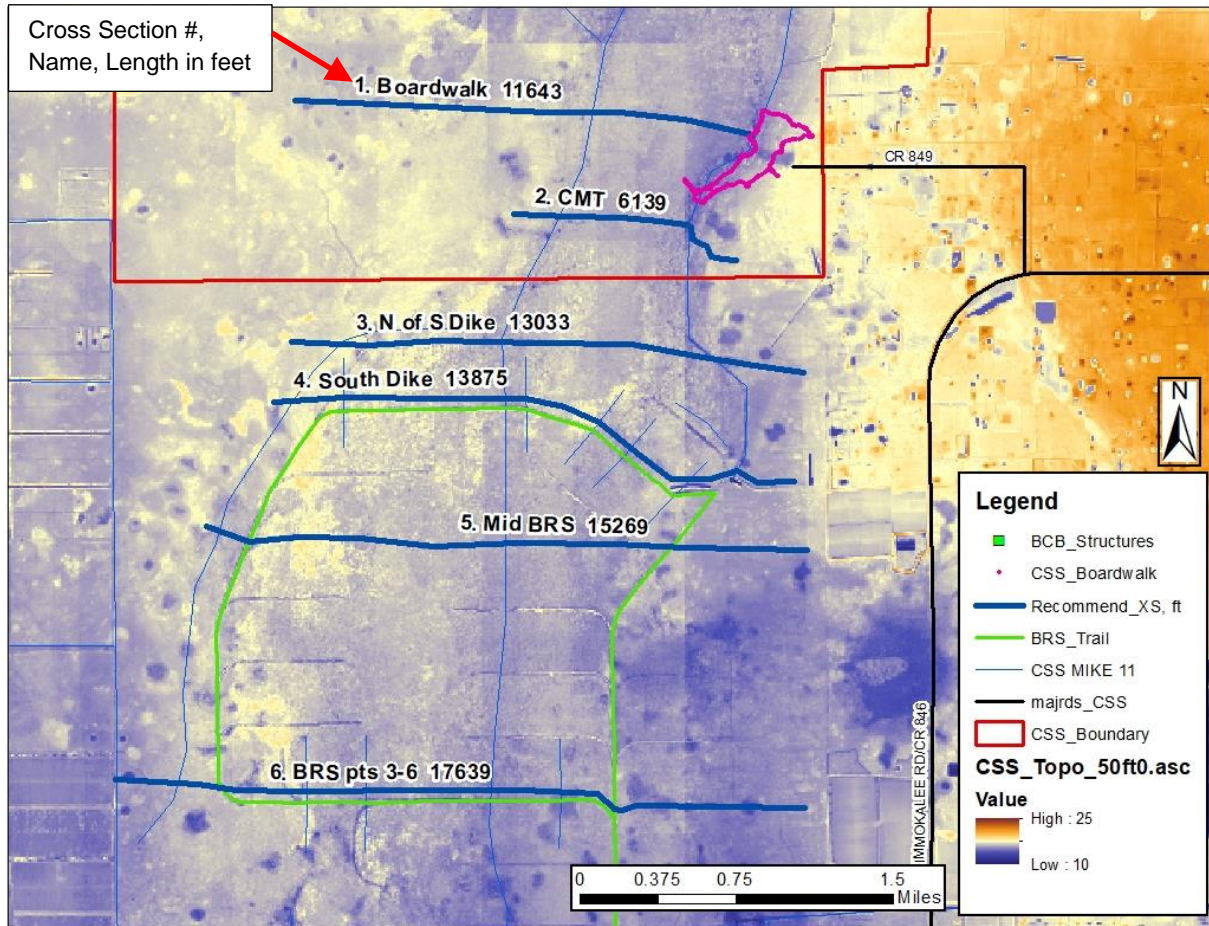 Cross Section #,
Name, Length in feet
1. Boardwalk 11643
CR 849
2. CMT 6139
3. N of S Dike 13033
4. South Dike 13875
N
5. Mid BRS 15269
6. BRS pts 3-6 17639
IMMOKALEE RD/CR 846
Legend
BCB_Structures
CSS_Boardwalk
Recommend_XS, ft
BRS_Trail
CSS MIKE 11
majrds_CSS
CSS_Boundary
CSS_Topo_50ft0.asc
Value
High : 25
Low : 10
0 0.375 0.75 1.5
Miles